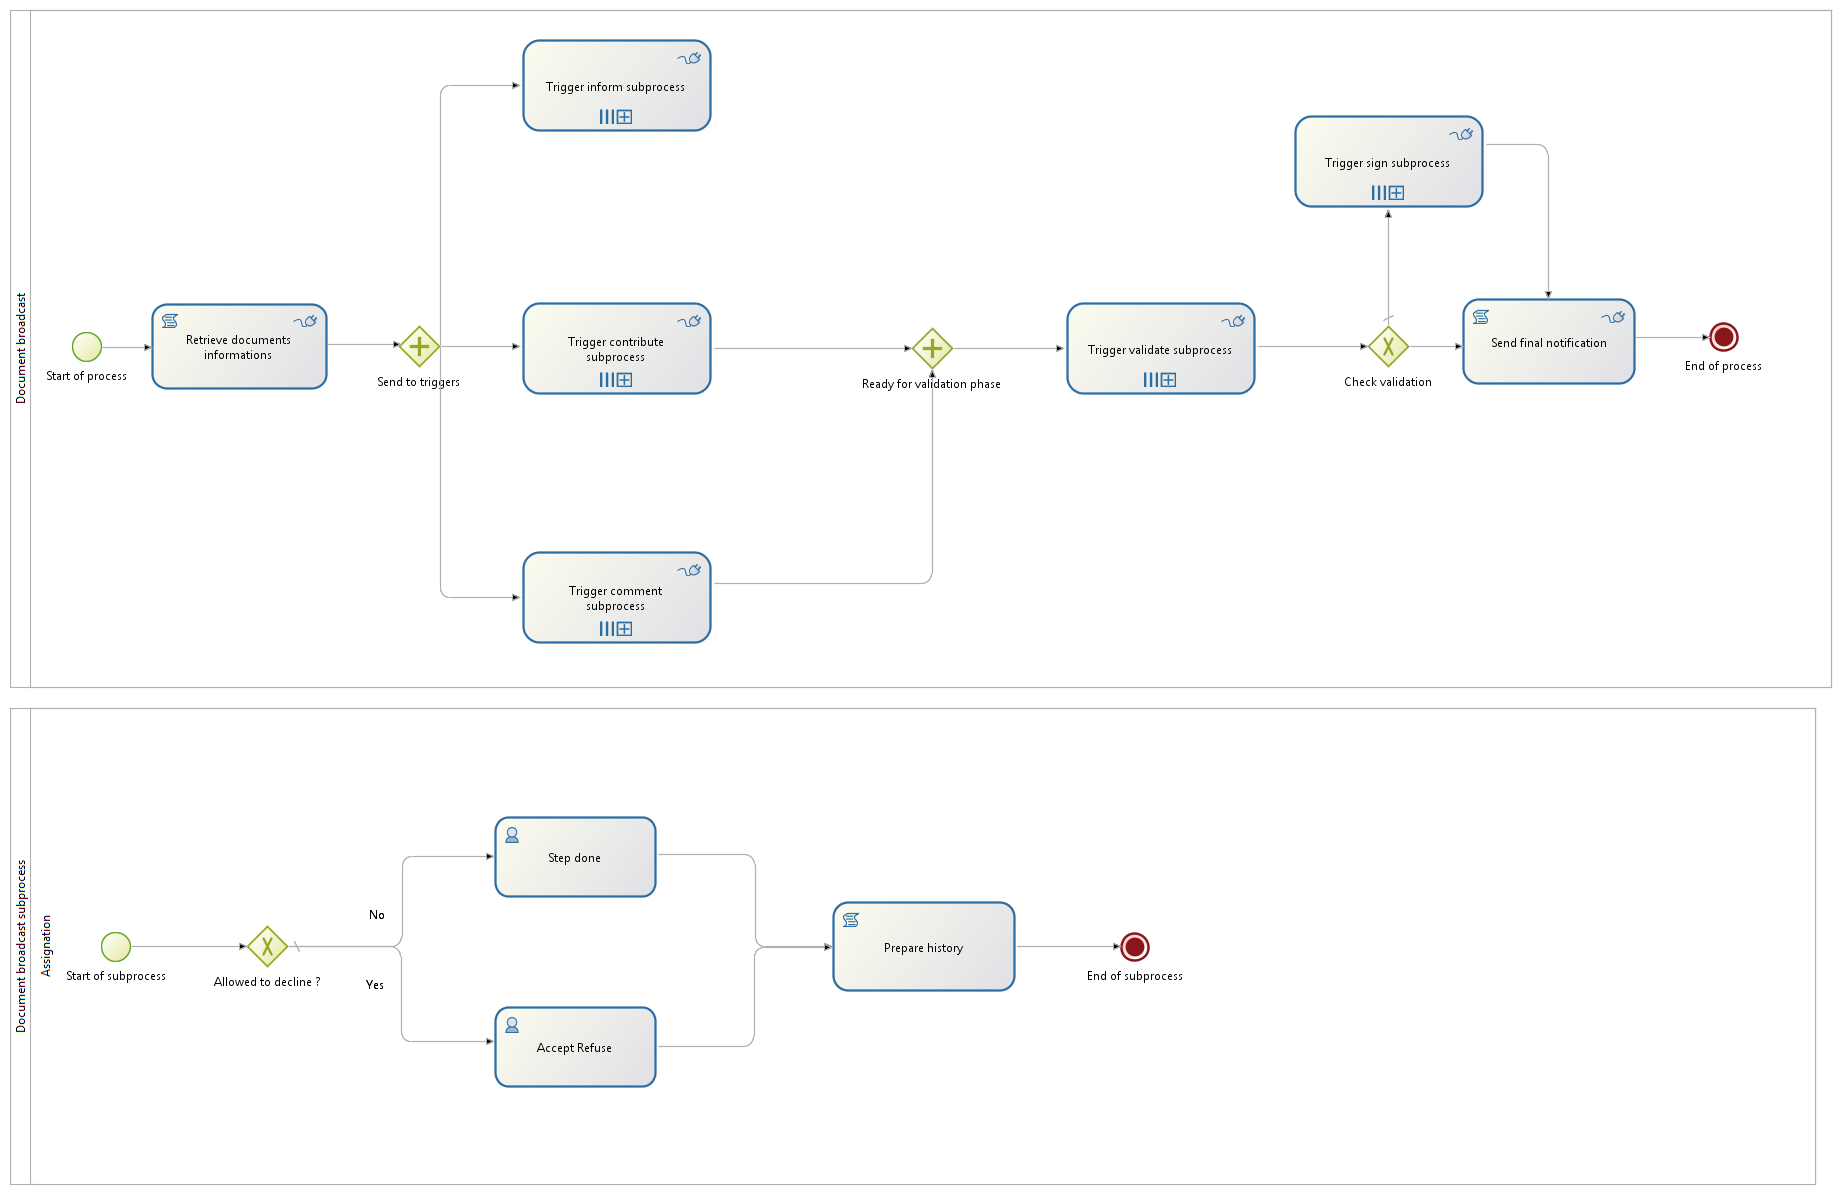 Document broadcast
Trigger inform subprocess
Trigger sign subprocess
Start of process
Retrieve documents
informations
Send to triggers
Trigger contribute
subprocess
Ready for validation phase
Trigger validate subprocess
Check validation
Send final notification
End of process
Trigger comment
subprocess
Document broadcast subprocess
Assignation
Start of subprocess
Allowed to decline ?
No
Yes
Step done
Accept Refuse
Prepare history
End of subprocess